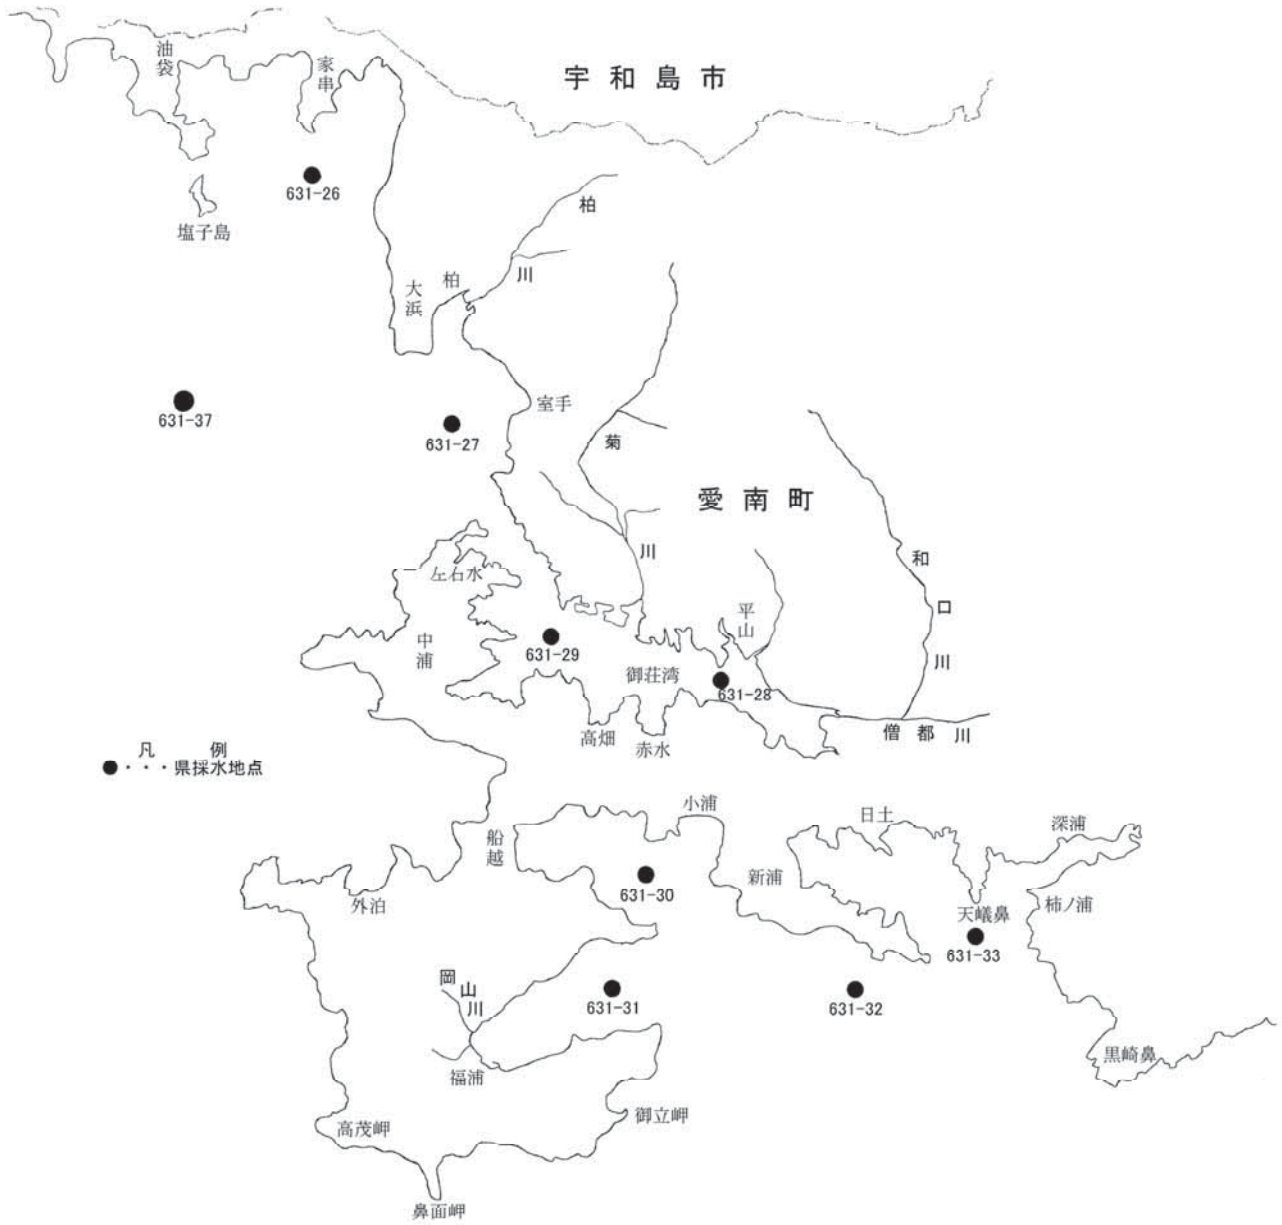 油袋
家串
宇和島市
631-26
塩子島
柏
川
柏
大浜
室手
631-37
631-27
菊
川
愛南町
和
口
川
左右水
中浦
平山
631-29
御荘湾
631-28
高畑
赤水
僧都川
凡例
●・・・県採水地点
小浦
日土
深浦
船越
631-30
新浦
外泊
天嶬鼻
柿ノ浦
631-33
岡
山
川
631-31
631-32
福浦
黒崎鼻
御立岬
高茂岬
鼻面岬